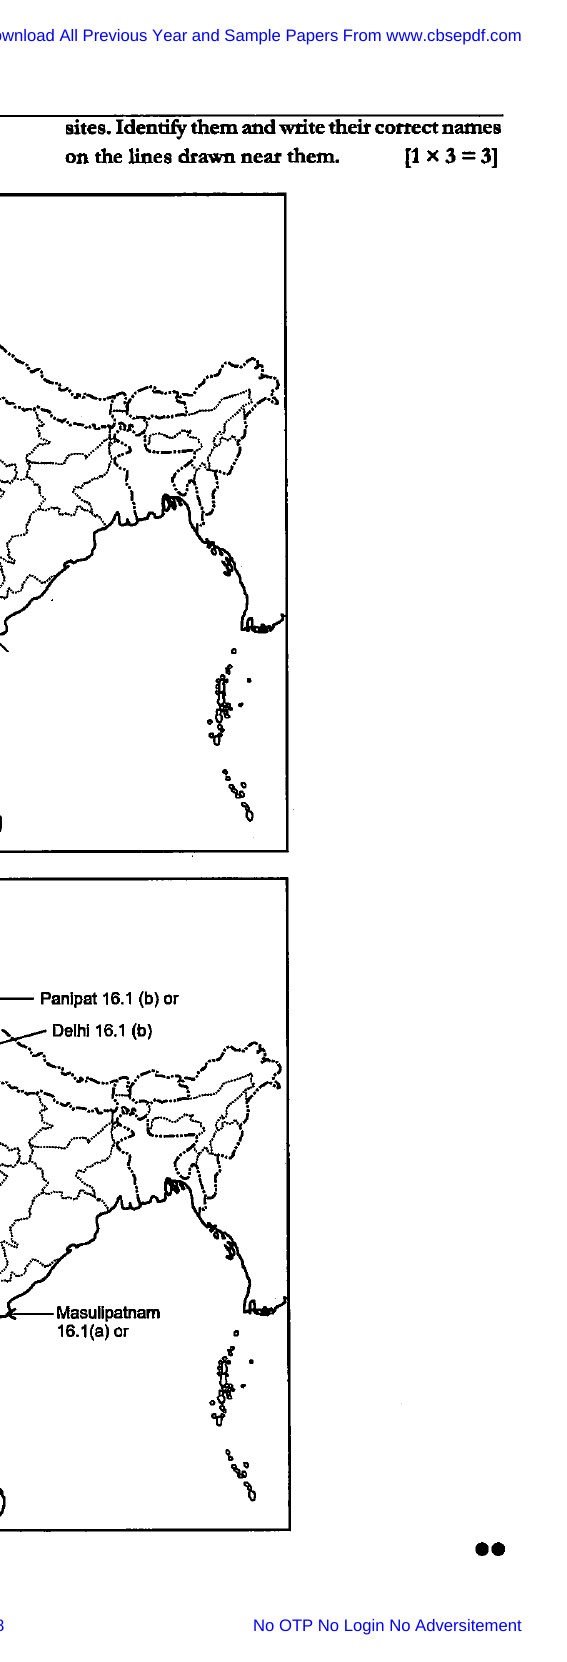 wnload All Previous Year and Sample Papers From www.cbsepdf.com
sites. Identify them and write their correct names
on the lines drawn near them. [1 × 3 = 3]
Panipat 16.1 (b) or
Delhi 16.1 (b)
Masulipatnam
16.1(a) or
No OTP No Login No Adversitement